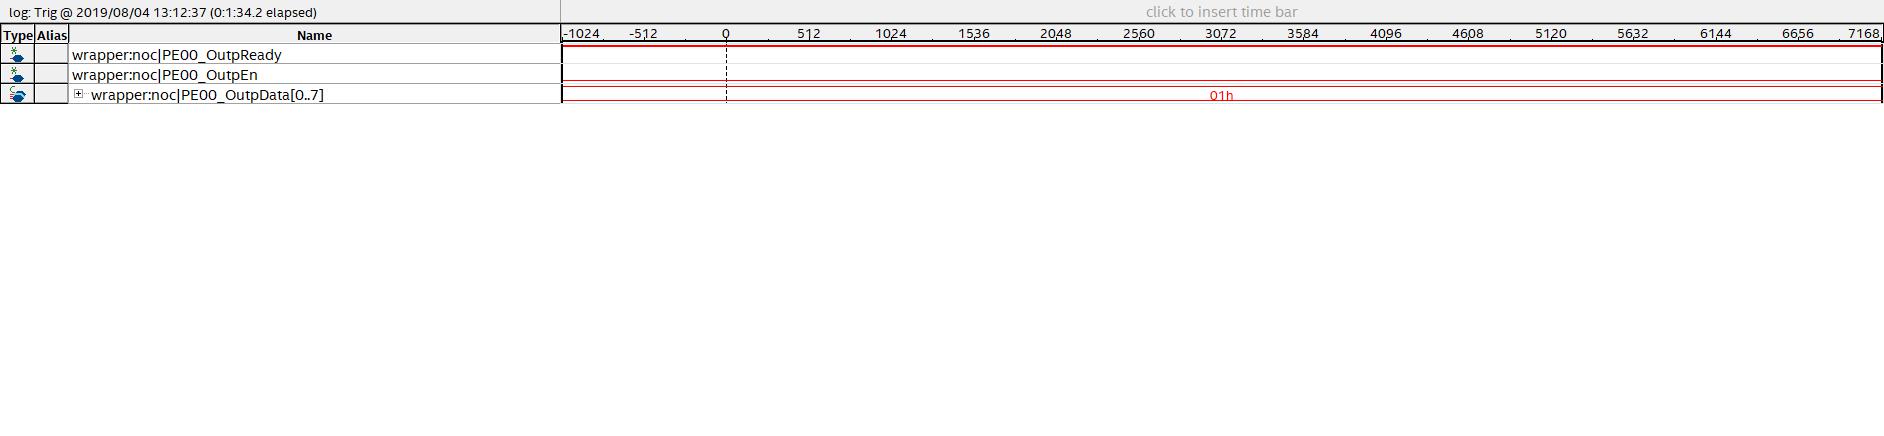 log: Trig @ 2019/08/04 13:12:37 (0:1:34.2 elapsed)
click to insert time bar
Type Alias Name -1024 -512 0 512 1024 1536 2048 2560 3072 3584 4096 4608 5120 5632 6144 6656 7168
wrapper:noc|PE00_OutpReady
wrapper:noc|PE00_OutpEn
wrapper:noc|PE00_OutpData[0..7] 01h